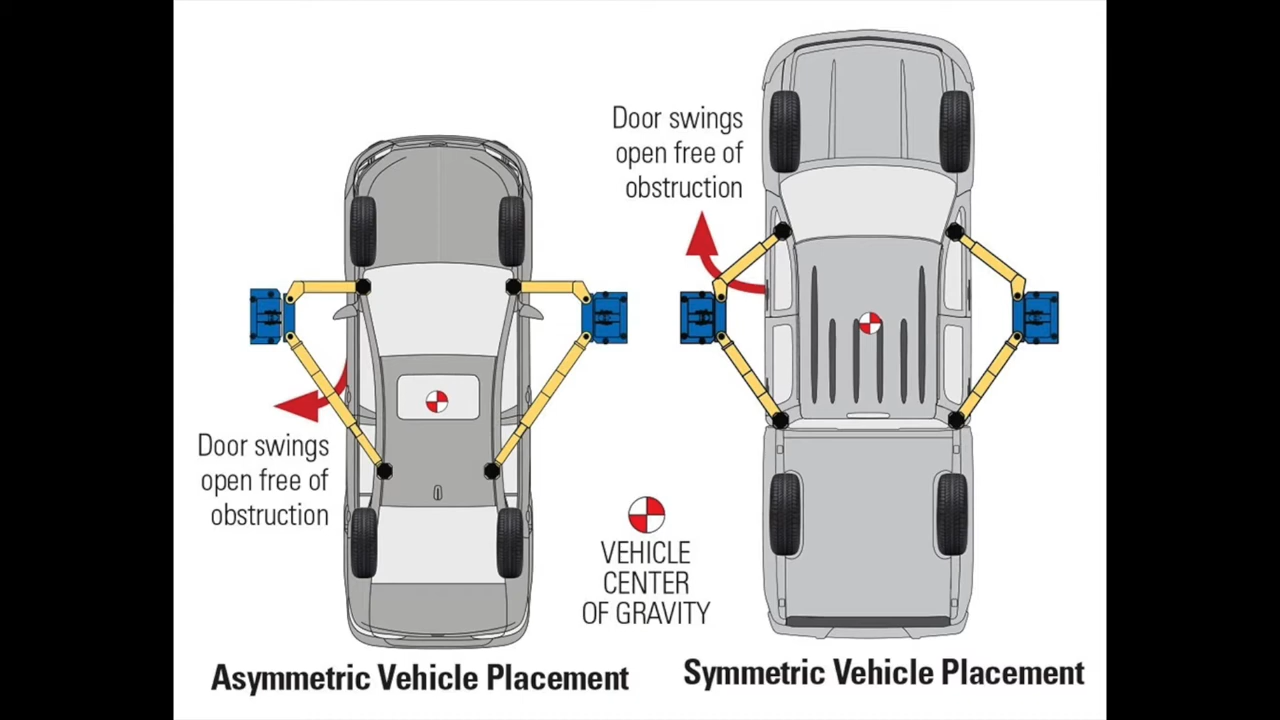 Door swings
open free of
obstruction
Door swings
open free of
obstruction
VEHICLE
CENTER
OF GRAVITY
Asymmetric Vehicle Placement
Symmetric Vehicle Placement